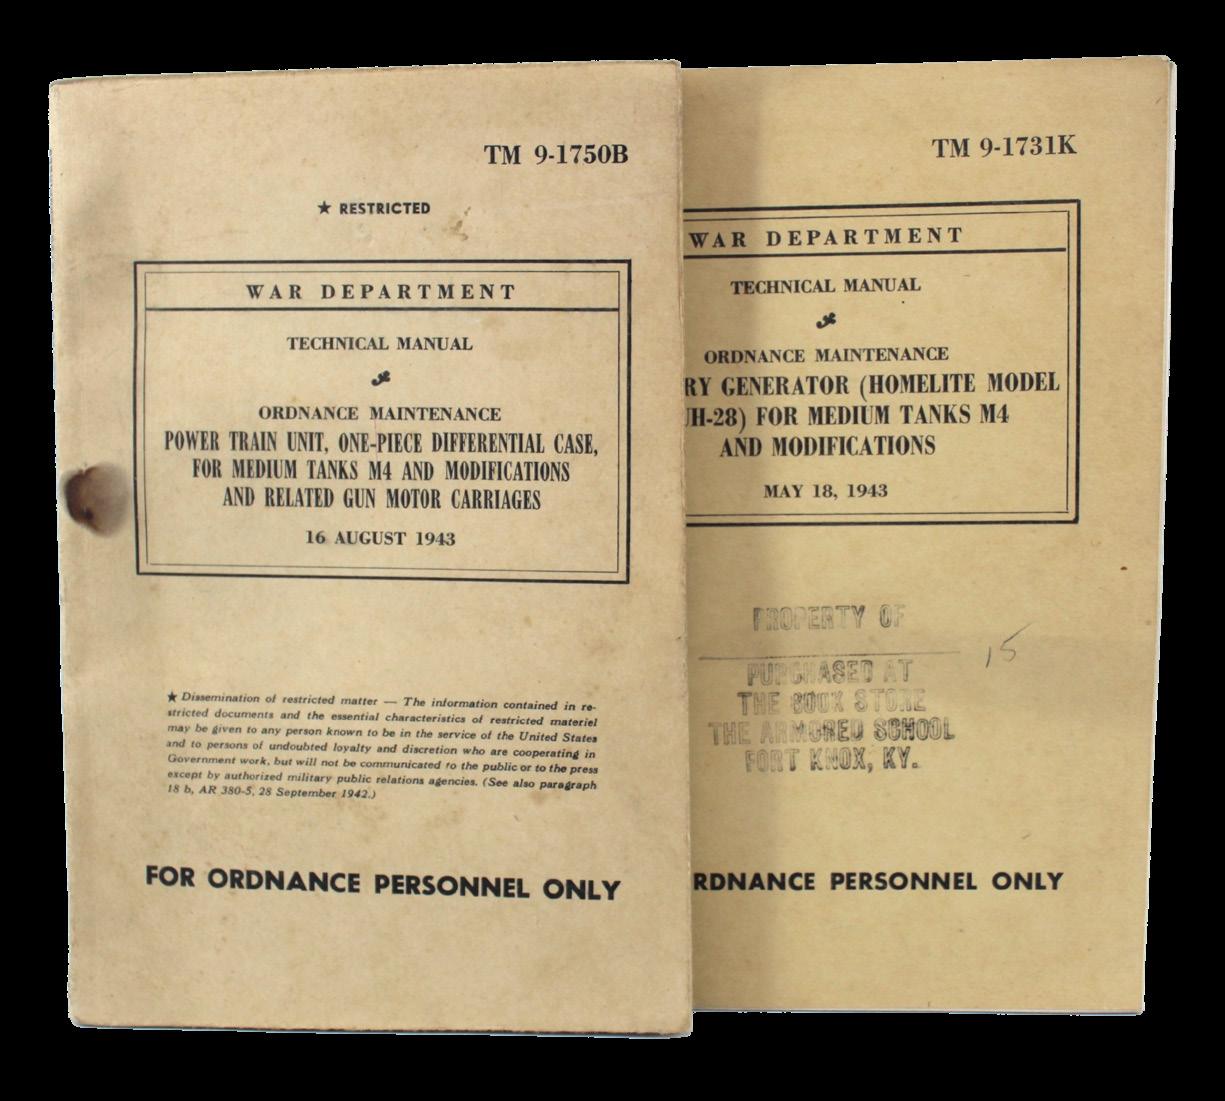 TM 9-1750B
★ RESTRICTED
WAR DEPARTMENT
TECHNICAL MANUAL
ORDNANCE MAINTENANCE
POWER TRAIN UNIT, ONE-PIECE DIFFERENTIAL CASE,
FOR MEDIUM TANKS M4 AND MODIFICATIONS
AND RELATED GUN MOTOR CARRIAGES
16 AUGUST 1943
★ Dissemination of restricted matter — The information contained in re-
stricted documents and the essential characteristics of restricted materiel
may be given to any person known to be in the service of the United States
and to persons of undoubted loyalty and discretion who are cooperating in
Government work, but will not be communicated to the public or to the press
except by authorized military public relations agencies. (See also paragraph
18 b, AR 380-5, 28 September 1942.)
FOR ORDNANCE PERSONNEL ONLY
TM 9-1731K
WAR DEPARTMENT
TECHNICAL MANUAL
ORDNANCE MAINTENANCE
RY GENERATOR (HOMELITE MODEL
H-28) FOR MEDIUM TANKS M4
AND MODIFICATIONS
MAY 18, 1943
PROPERTY OF
15
PURCHASED AT
THE BOOK STORE
THE ARMORED SCHOOL
FORT KNOX, KY.
RDNANCE PERSONNEL ONLY